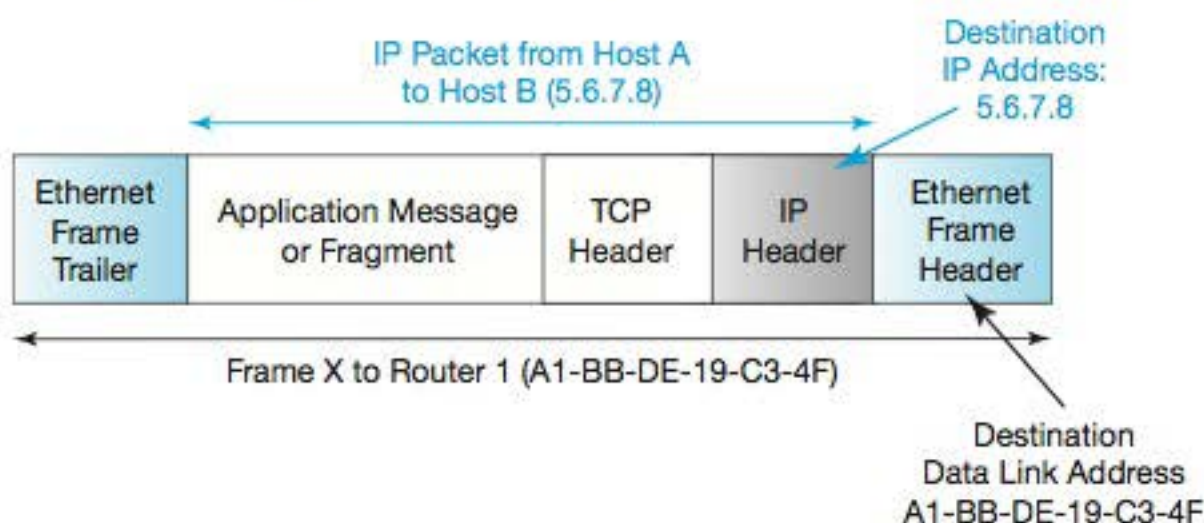 IP Packet from Host A
to Host B (5.6.7.8)
Destination
IP Address:
5.6.7.8
Ethernet
Frame
Trailer
Application Message
or Fragment
TCP
Header
IP
Header
Ethernet
Frame
Header
Frame X to Router 1 (A1-BB-DE-19-C3-4F)
Destination
Data Link Address
A1-BB-DE-19-C3-4F